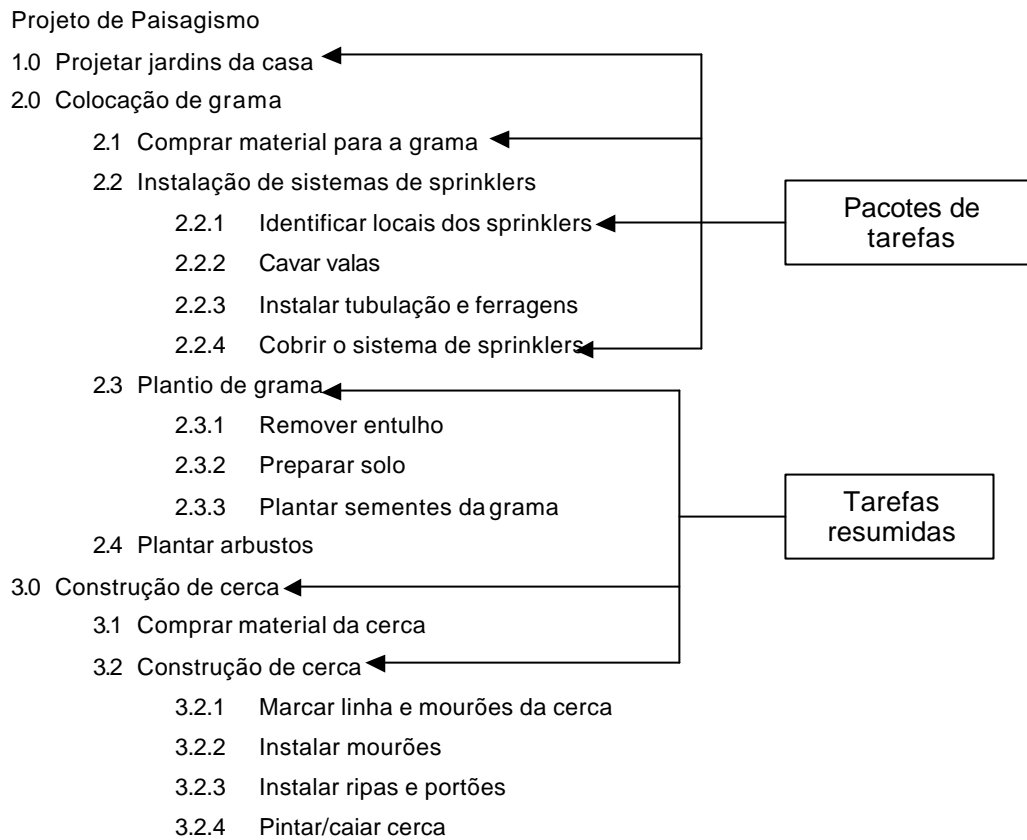 Projeto de Paisagismo
1.0 Projetar jardins da casa
2.0 Colocação de grama
2.1 Comprar material para a grama
2.2 Instalação de sistemas de sprinklers
2.2.1 Identificar locais dos sprinklers
2.2.2 Cavar valas
2.2.3 Instalar tubulação e ferragens
2.2.4 Cobrir o sistema de sprinklers
2.3 Plantio de grama
2.3.1 Remover entulho
2.3.2 Preparar solo
2.3.3 Plantar sementes da grama
2.4 Plantar arbustos
3.0 Construção de cerca
3.1 Comprar material da cerca
3.2 Construção de cerca
3.2.1 Marcar linha e mourões da cerca
3.2.2 Instalar mourões
3.2.3 Instalar ripas e portões
3.2.4 Pintar/caiar cerca
Pacotes de
tarefas
Tarefas
resumidas